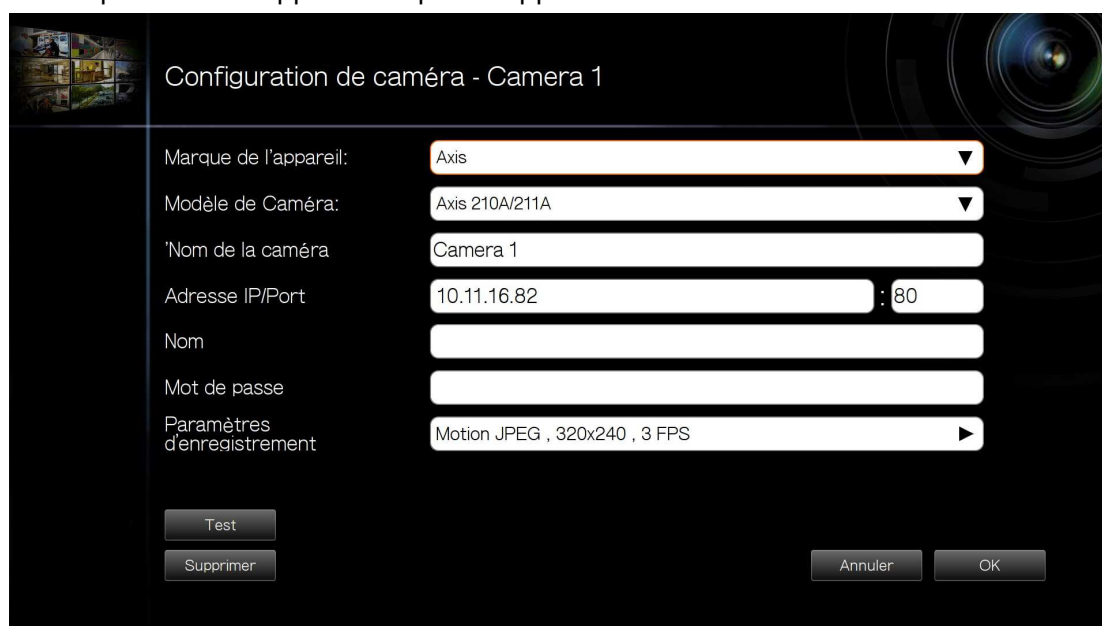 Configuration de caméra - Camera 1
Marque de l'appareil:
Axis
Modèle de Caméra:
Axis 210A/211A
'Nom de la caméra
Camera 1
Adresse IP/Port
10.11.16.82 : 80
Nom
Mot de passe
Paramètres
d'enregistrement
Motion JPEG , 320x240 , 3 FPS
Test
Supprimer
Annuler
OK